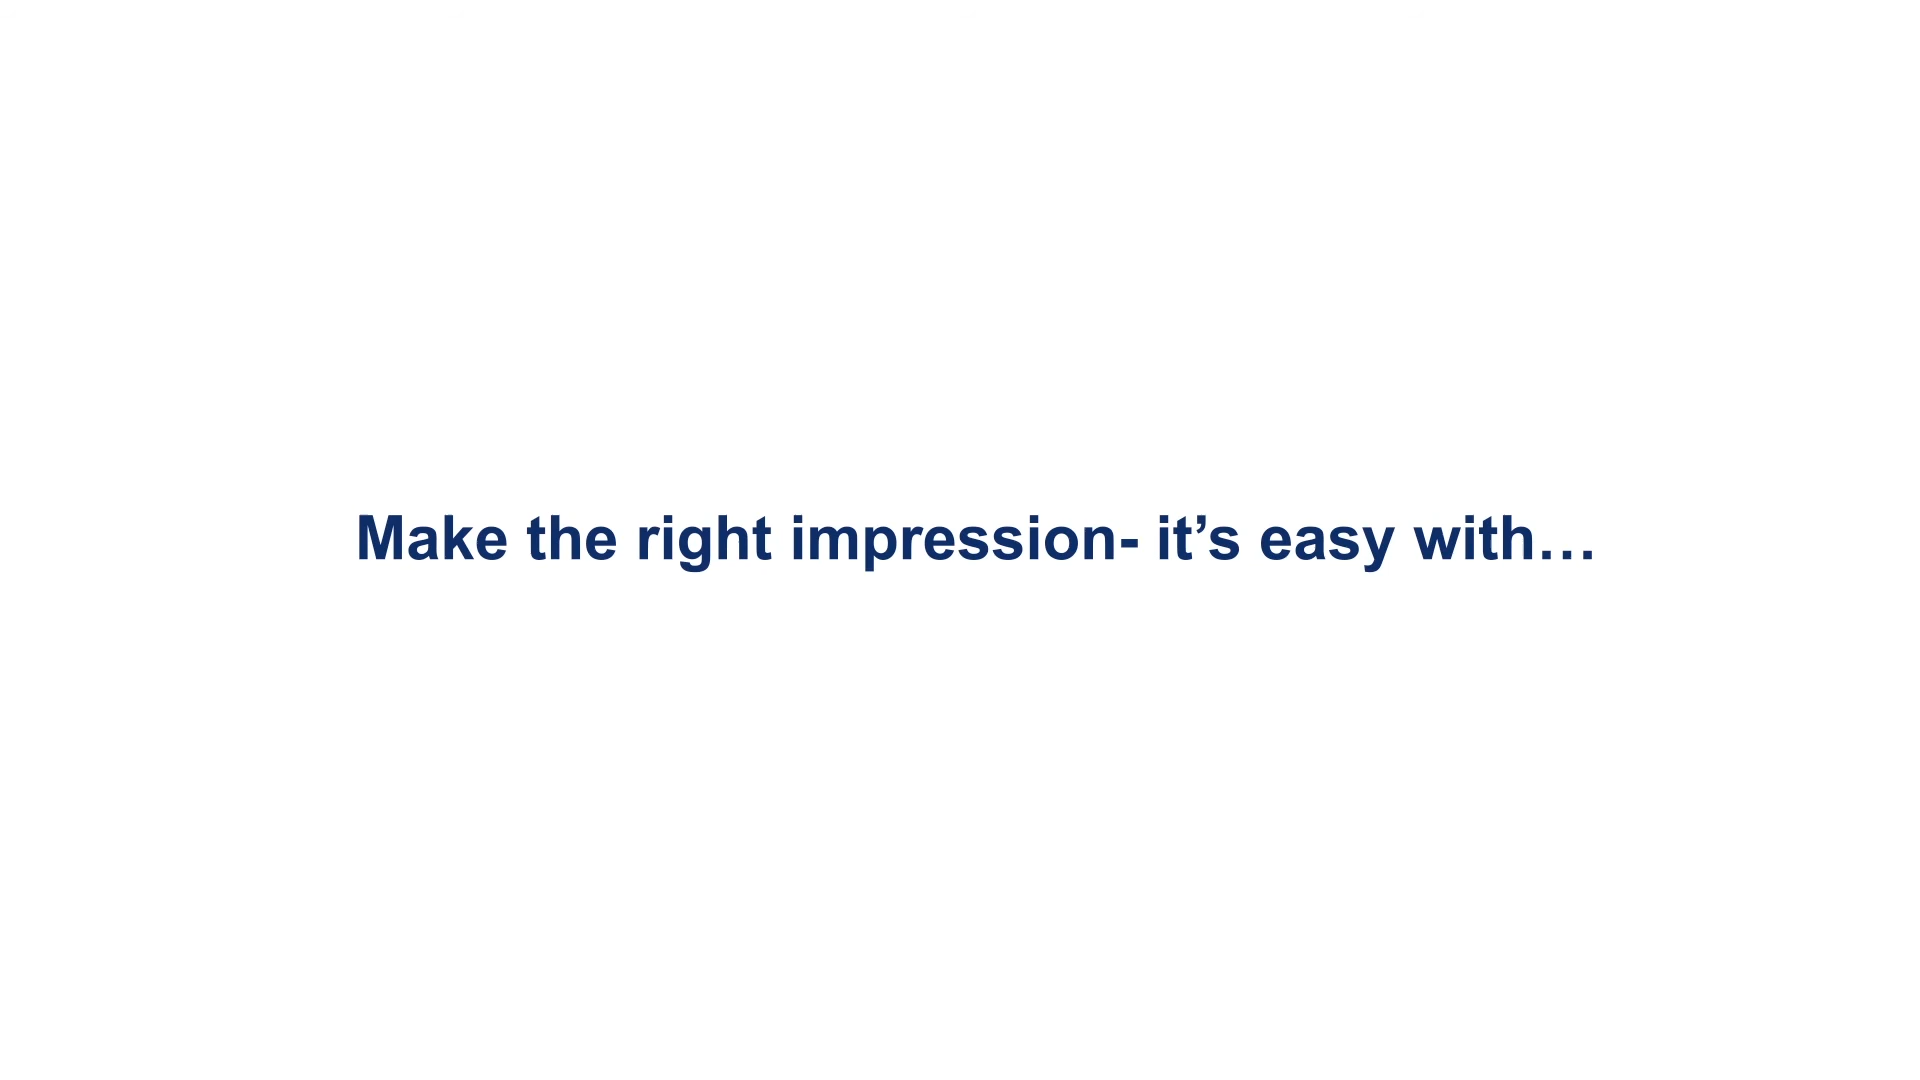 Make the right impression- it’s easy with…